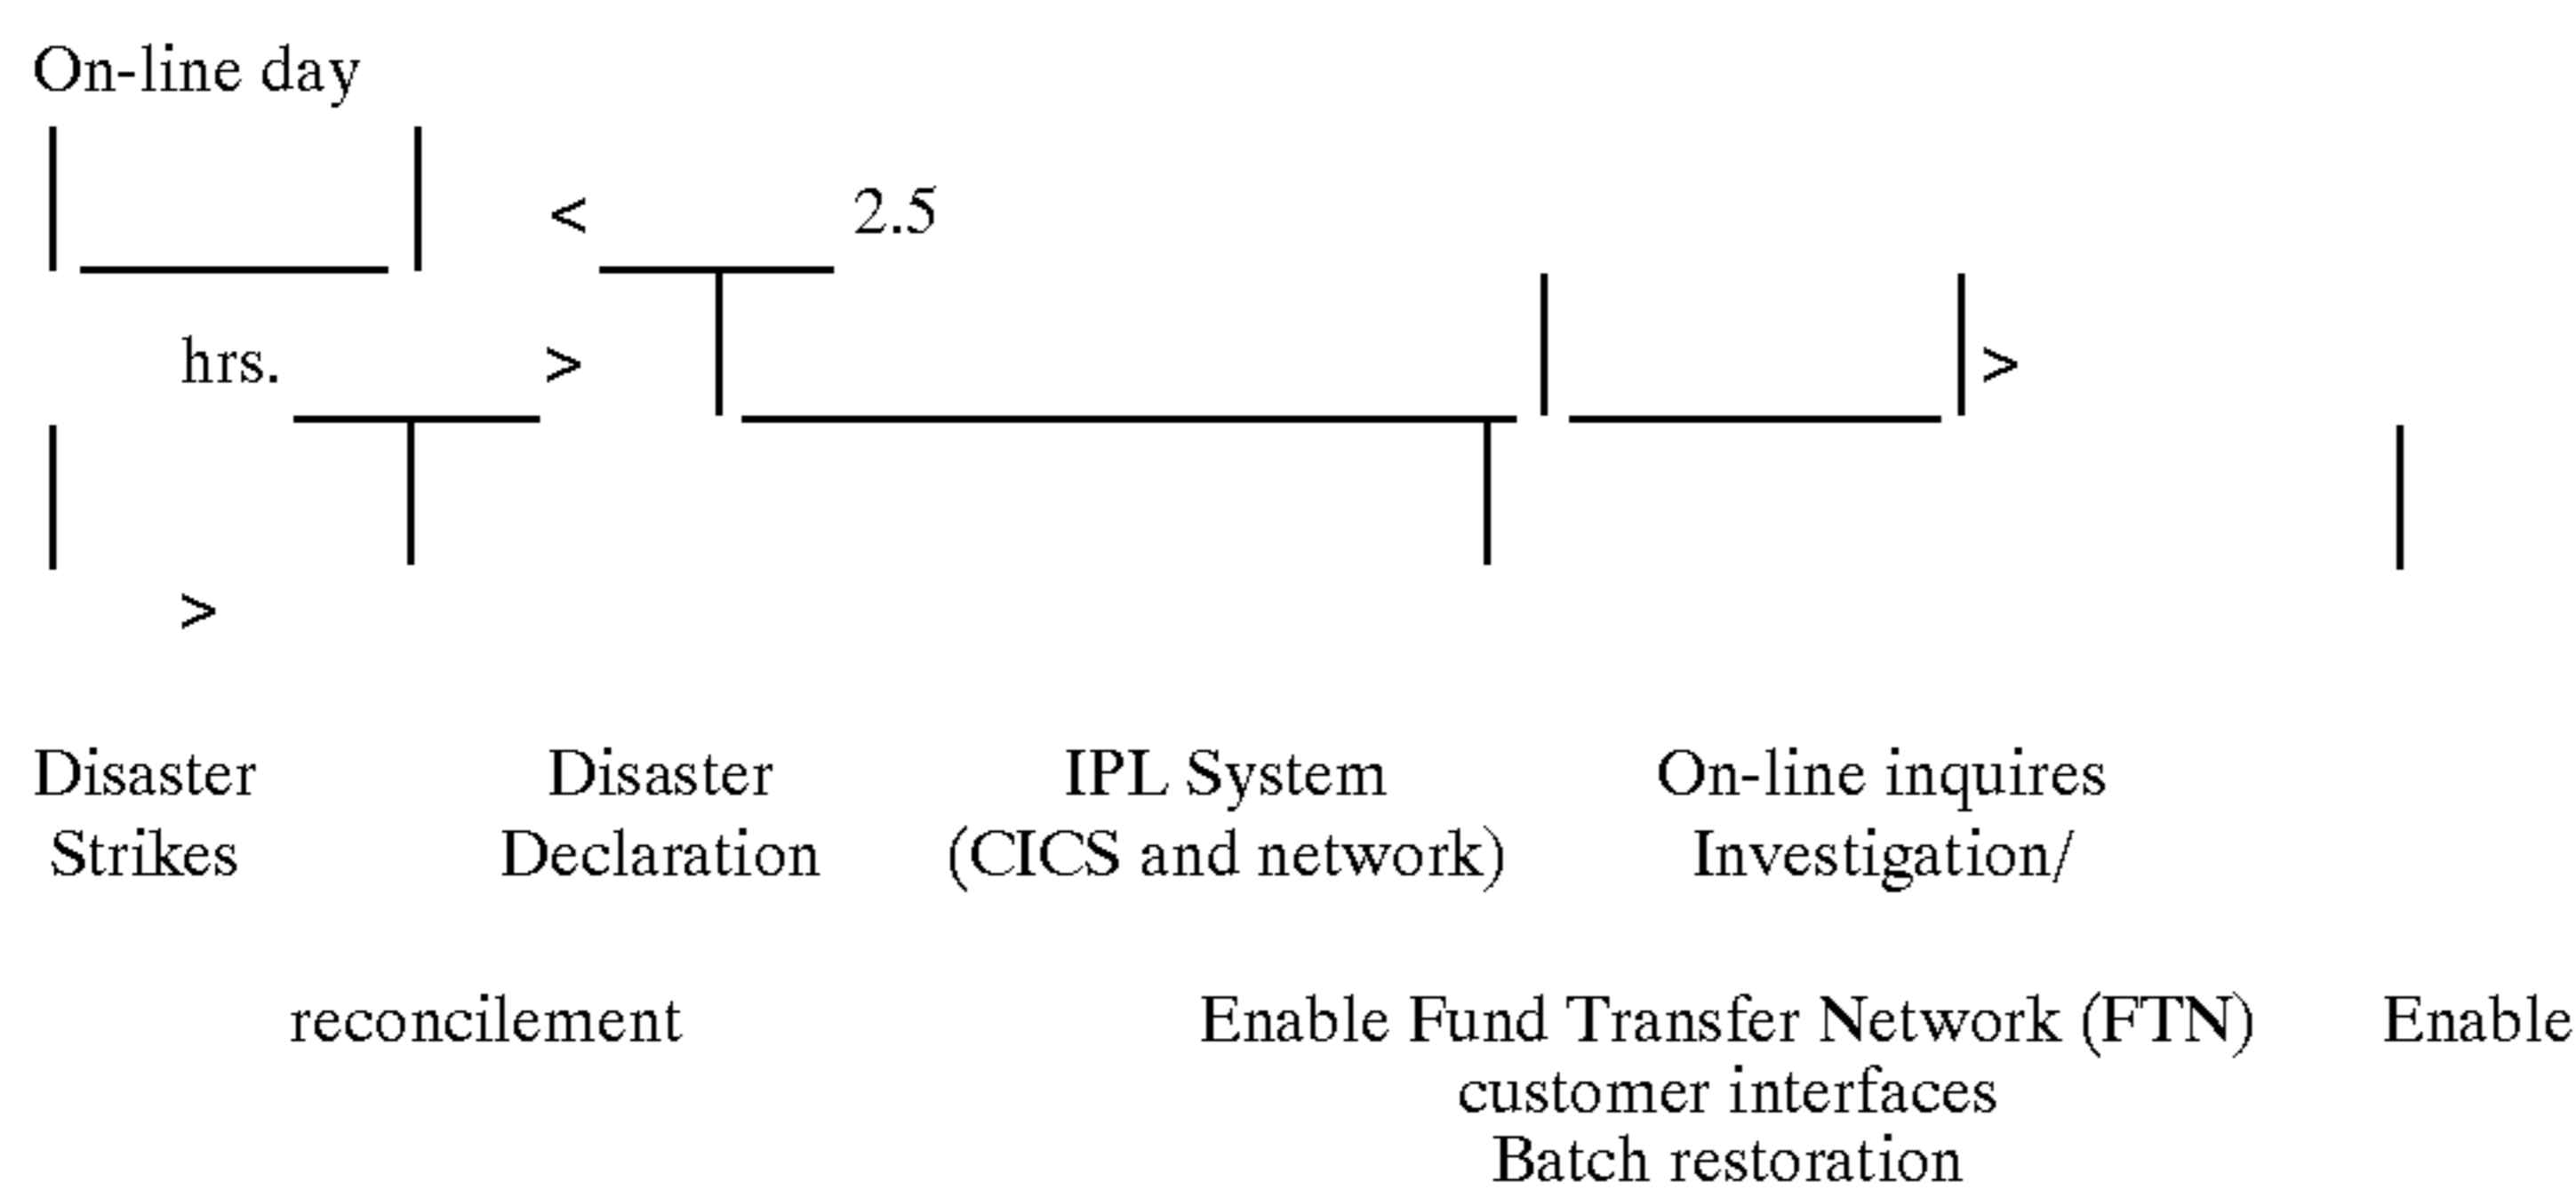 On-line day
< 2.5
hrs. > >
>
Disaster Disaster IPL System On-line inquires
Strikes Declaration (CICS and network) Investigation/
reconcilement Enable Fund Transfer Network (FTN) Enable
customer interfaces
Batch restoration